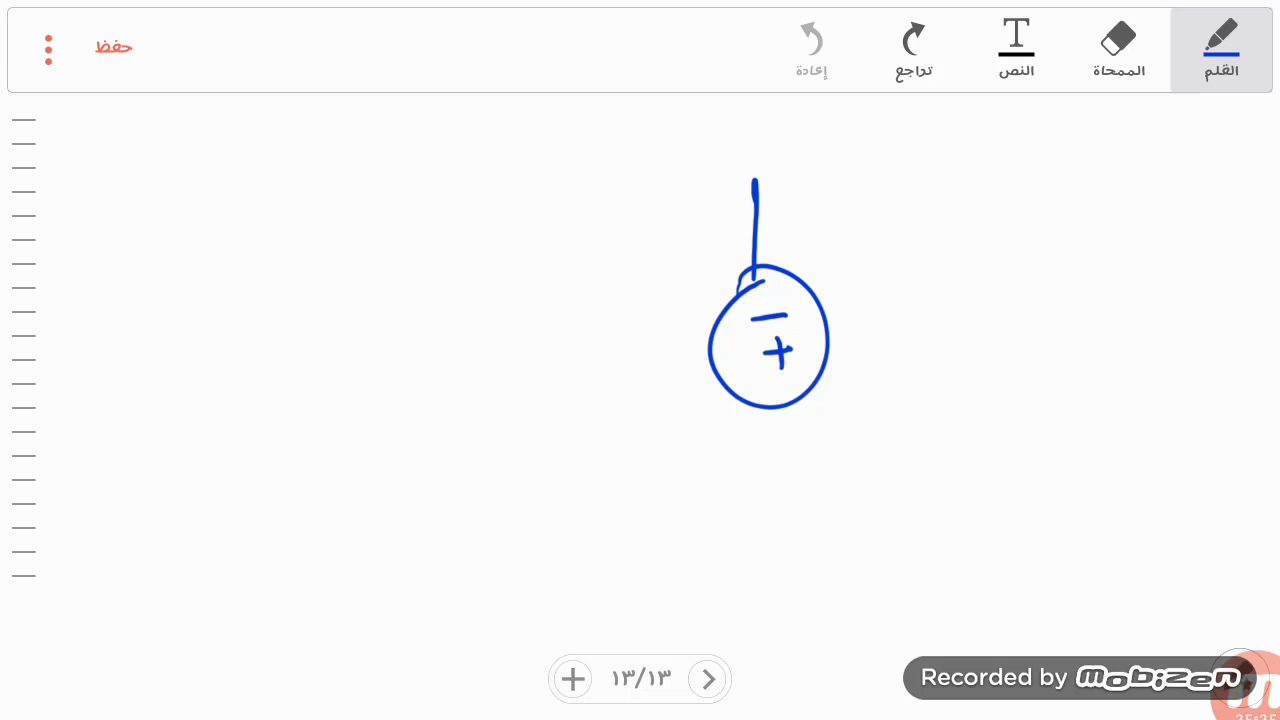 القلم الممحاة النص تراجع إعادة حفظ
−
+
١٣/١٣
Recorded by mobizen